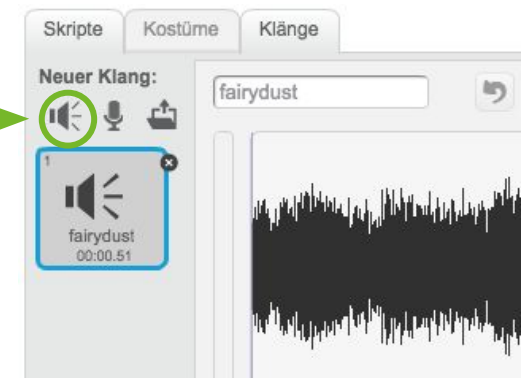 Skripte Kostüme Klänge
Neuer Klang:
fairydust
1
fairydust
00:00.51